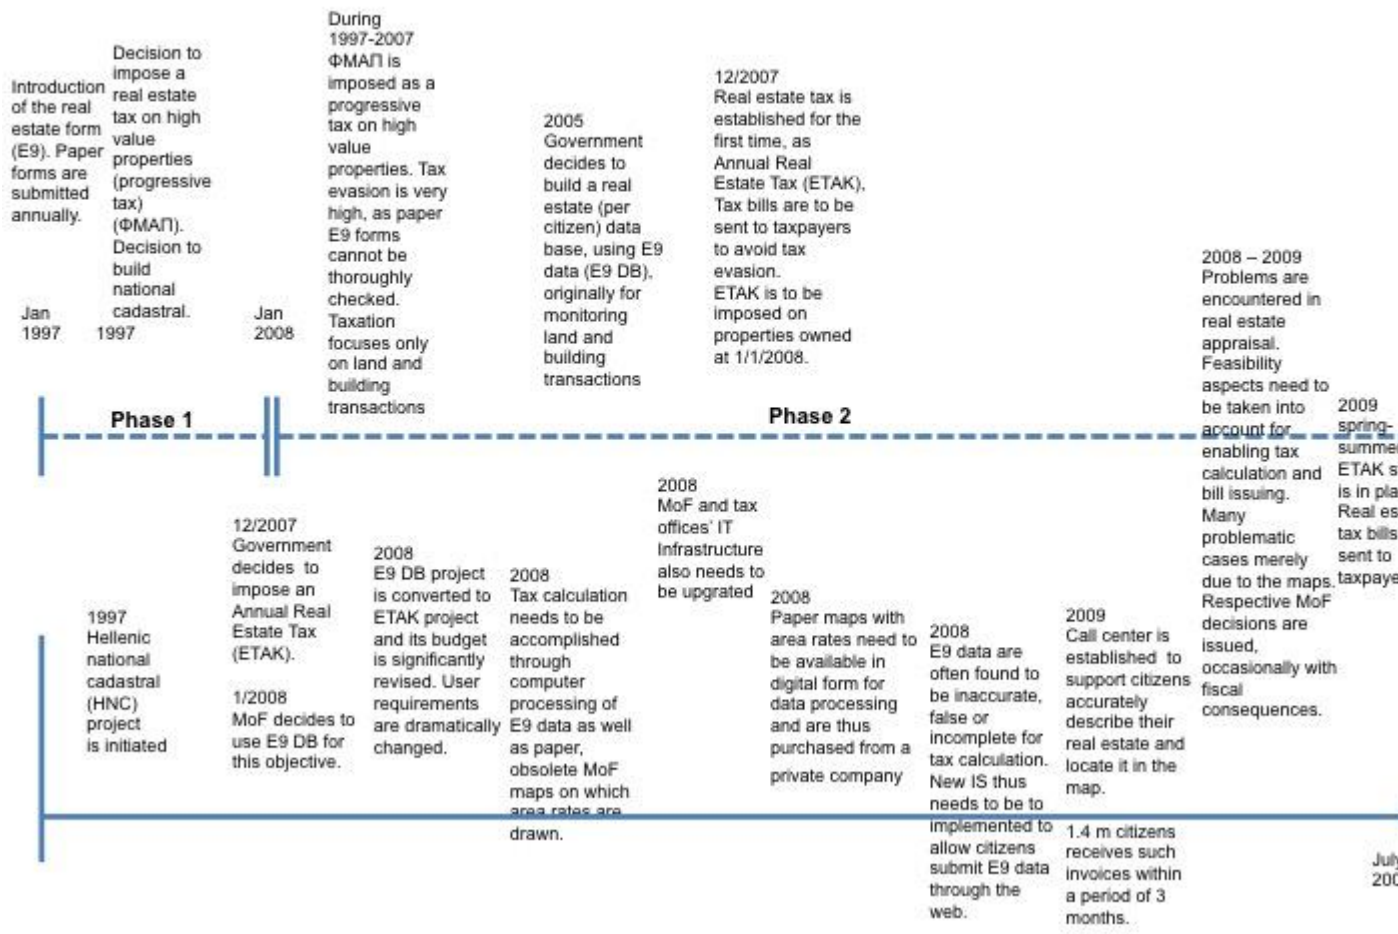 Introduction
of the real
estate form
(E9). Paper
forms are
submitted
annually.
Jan
1997
Decision to
impose a
real estate
tax on high
value
properties
(progressive
tax)
(ΦΜΑΠ).
Decision to
build
national
cadastral.
1997
Jan
2008
During
1997-2007
ΦΜΑΠ is
imposed as a
progressive
tax on high
value
properties. Tax
evasion is very
high, as paper
E9 forms
cannot be
thoroughly
checked.
Taxation
focuses only
on land and
building
transactions
2005
Government
decides to
build a real
estate (per
citizen) data
base, using E9
data (E9 DB),
originally for
monitoring
land and
building
transactions
12/2007
Real estate tax is
established for the
first time, as
Annual Real
Estate Tax (ETAK),
Tax bills are to be
sent to taxpayers
to avoid tax
evasion.
ETAK is to be
imposed on
properties owned
at 1/1/2008.
2008 – 2009
Problems are
encountered in
real estate
appraisal.
Feasibility
aspects need to
be taken into
account for
enabling tax
calculation and
bill issuing.
Many
problematic
cases merely
due to the maps.
Respective MoF
decisions are
issued,
occasionally with
fiscal
consequences.
2009
spring-
summe
ETAK s
is in pla
Real es
tax bills
sent to
taxpaye
Phase 1
Phase 2
1997
Hellenic
national
cadastral
(HNC)
project
is initiated
12/2007
Government
decides to
impose an
Annual Real
Estate Tax
(ETAK).
1/2008
MoF decides to
use E9 DB for
this objective.
2008
E9 DB project
is converted to
ETAK project
and its budget
is significantly
revised. User
requirements
are dramatically
changed.
2008
Tax calculation
needs to be
accomplished
through
computer
processing of
E9 data as well
as paper,
obsolete MoF
maps on which
area rates are
drawn.
2008
MoF and tax
offices' IT
Infrastructure
also needs to
be upgrated
2008
Paper maps with
area rates need to
be available in
digital form for
data processing
and are thus
purchased from a
private company
2008
E9 data are
often found to
be inaccurate,
false or
incomplete for
tax calculation.
New IS thus
needs to be to
implemented to
allow citizens
submit E9 data
through the
web.
2009
Call center is
established to
support citizens
accurately
describe their
real estate and
locate it in the
map.
1.4 m citizens
receives such
invoices within
a period of 3
months.
July
200